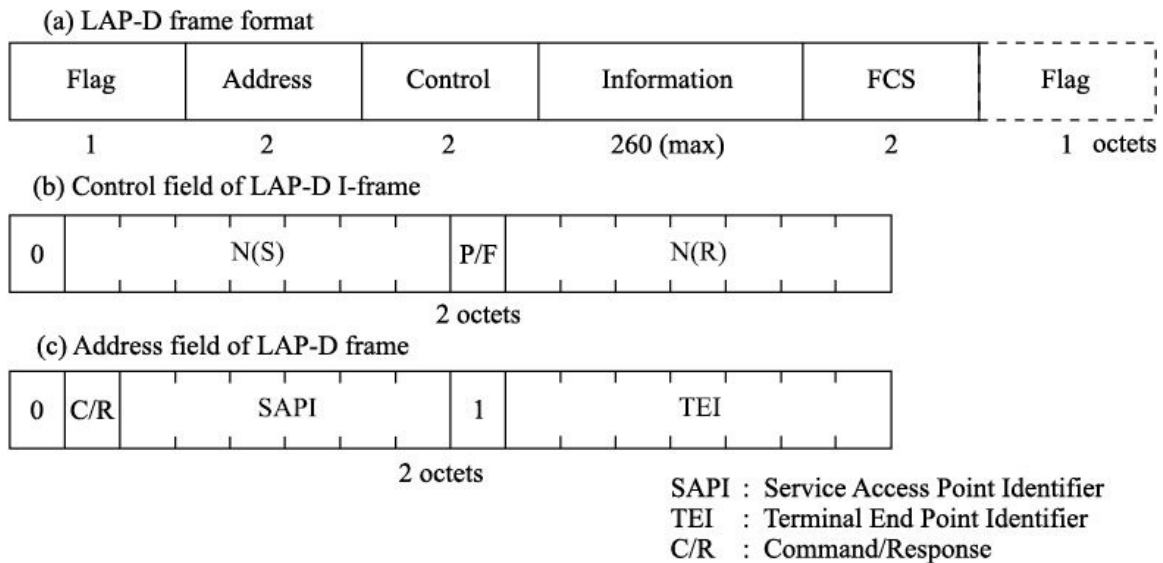 (a) LAP-D frame format
Flag Address Control Information FCS Flag
1 2 2 260 (max) 2 1 octets
(b) Control field of LAP-D I-frame
0 N(S) P/F N(R)
2 octets
(c) Address field of LAP-D frame
0 C/R SAPI 1 TEI
2 octets
SAPI : Service Access Point Identifier
TEI : Terminal End Point Identifier
C/R : Command/Response